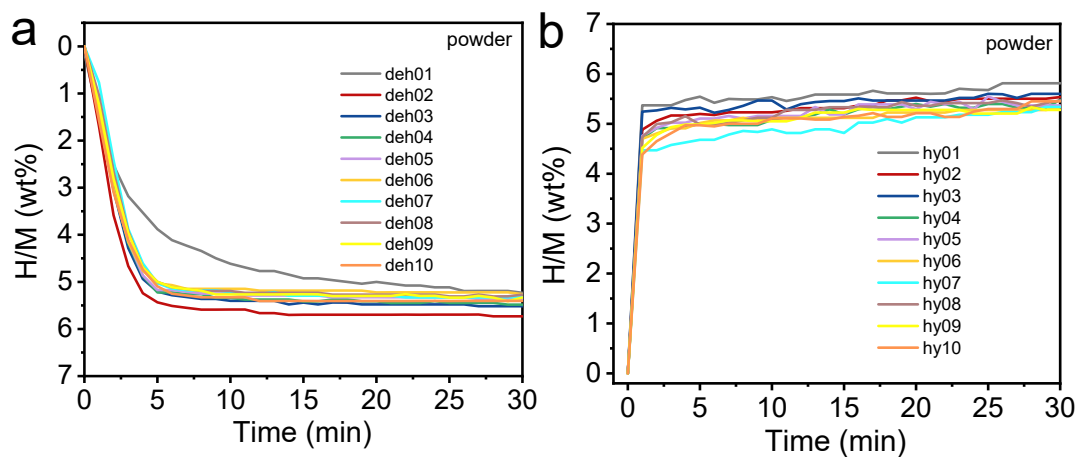 a
powder
0
1
2
3
4
5
6
7
H/M (wt%)
deh01
deh02
deh03
deh04
deh05
deh06
deh07
deh08
deh09
deh10
0 5 10 15 20 25 30
Time (min)
b
powder
7
6
5
4
3
2
1
0
H/M (wt%)
hy01
hy02
hy03
hy04
hy05
hy06
hy07
hy08
hy09
hy10
0 5 10 15 20 25 30
Time (min)